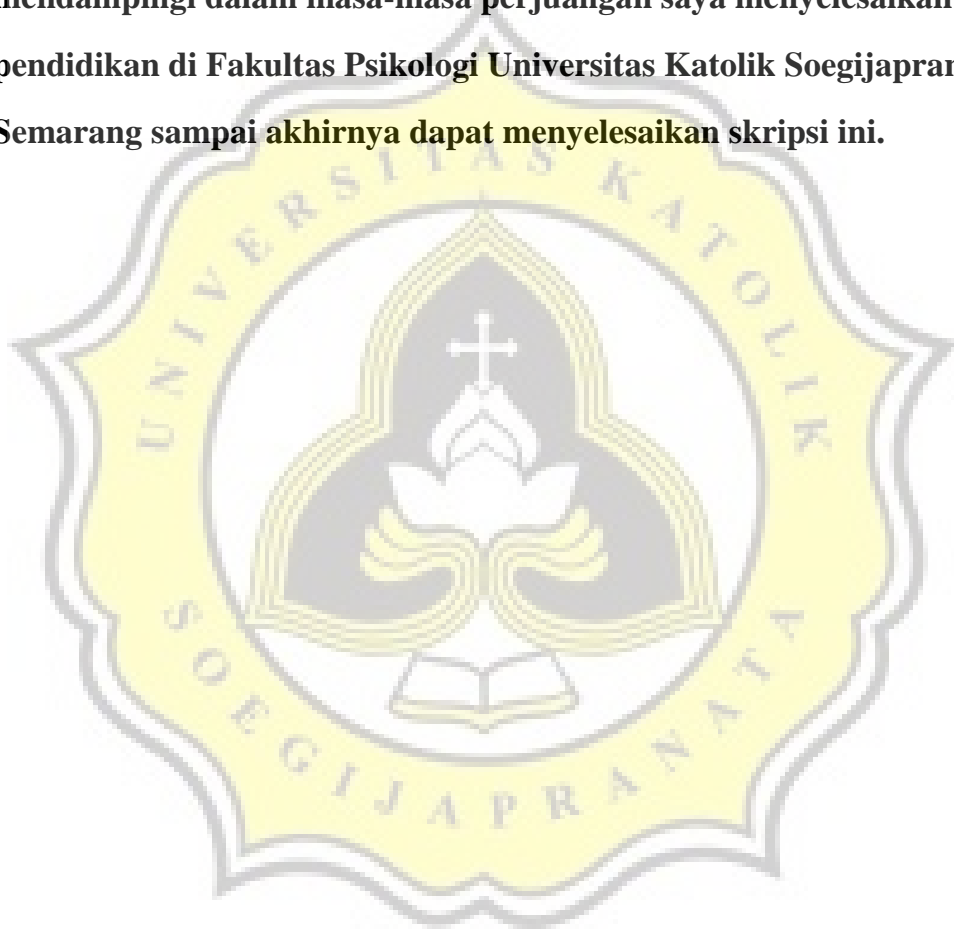 mendampingi dalam masa-masa perjuangan saya menyelesaikan
pendidikan di Fakultas Psikologi Universitas Katolik Soegijapran
Semarang sampai akhirnya dapat menyelesaikan skripsi ini.
UNIVERSITAS KATOLIK
SOEGIJAPRANATA